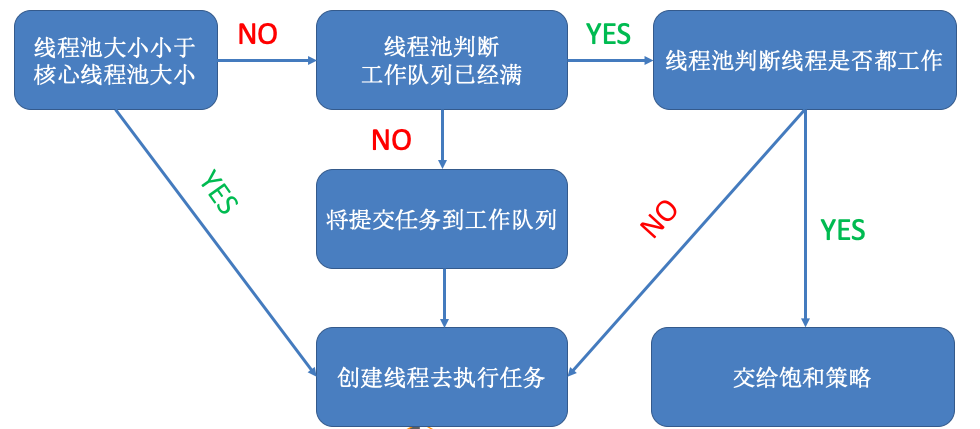 线程池大小小于
核心线程池大小
NO
线程池判断
工作队列已经满
YES
线程池判断线程是否都工作
NO
YES
将提交任务到工作队列
NO
YES
创建线程去执行任务
交给饱和策略